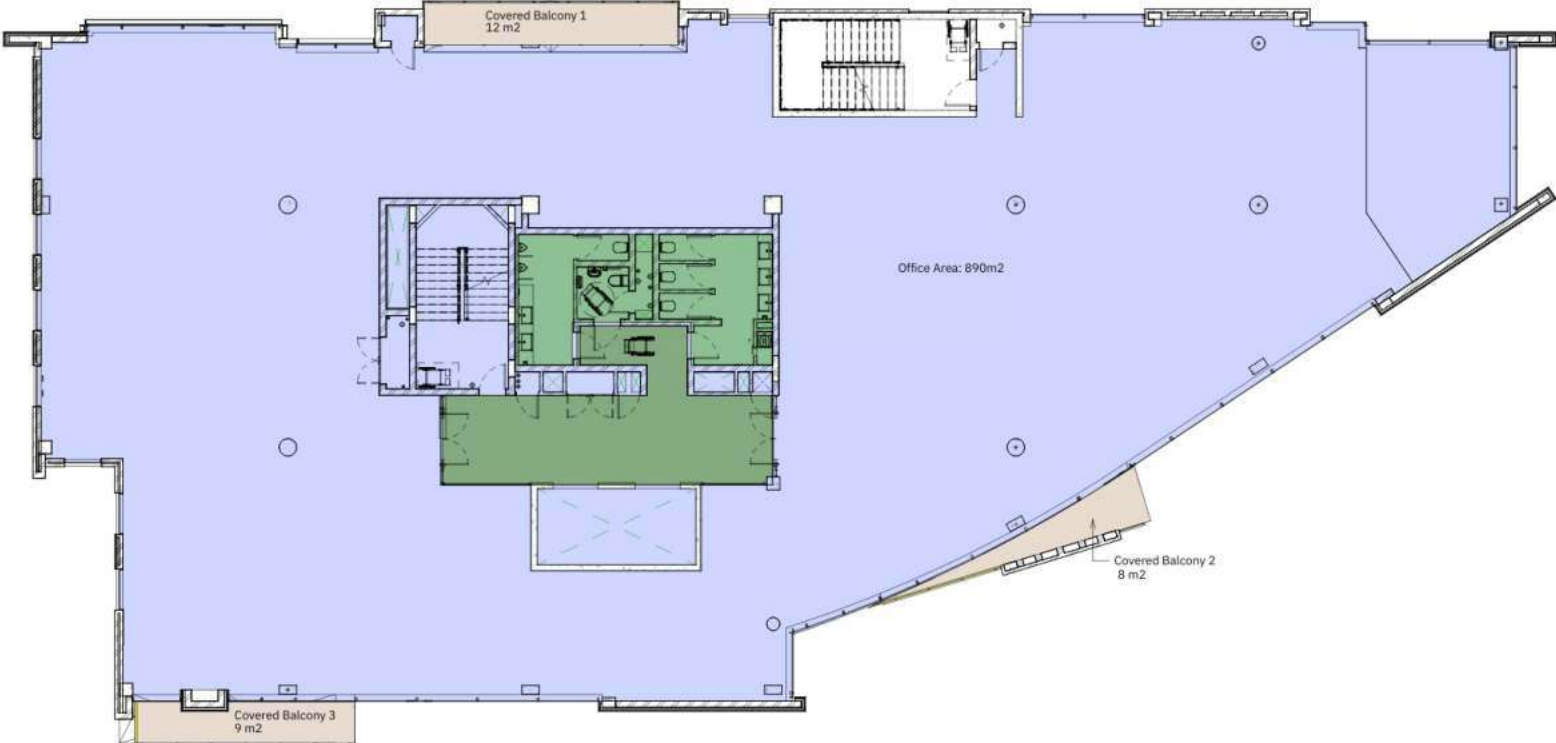 Covered Balcony 1
12 m2
Office Area: 890m2
Covered Balcony 2
8 m2
Covered Balcony 3
9 m2